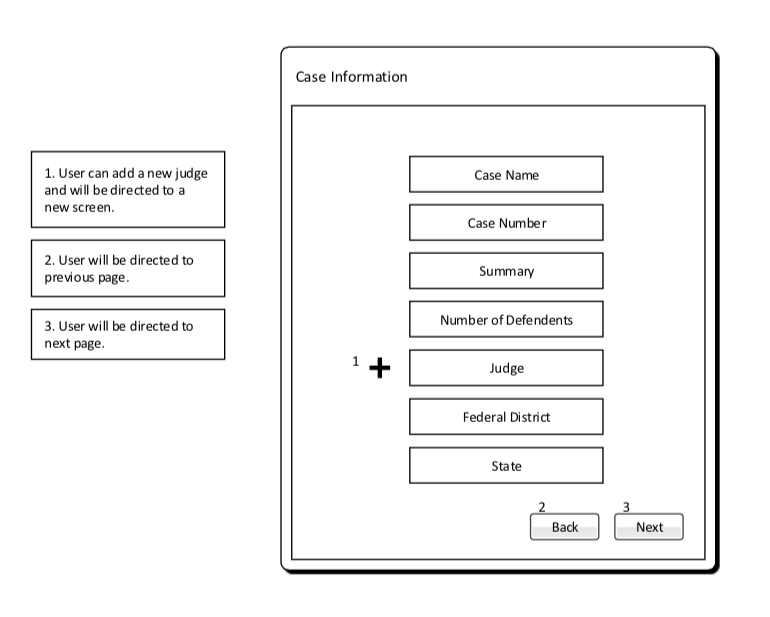 Case Information
1. User can add a new judge
and will be directed to a
new screen.
2. User will be directed to
previous page.
3. User will be directed to
next page.
Case Name
Case Number
Summary
Number of Defendents
1
Judge
Federal District
State
2
Back
3
Next